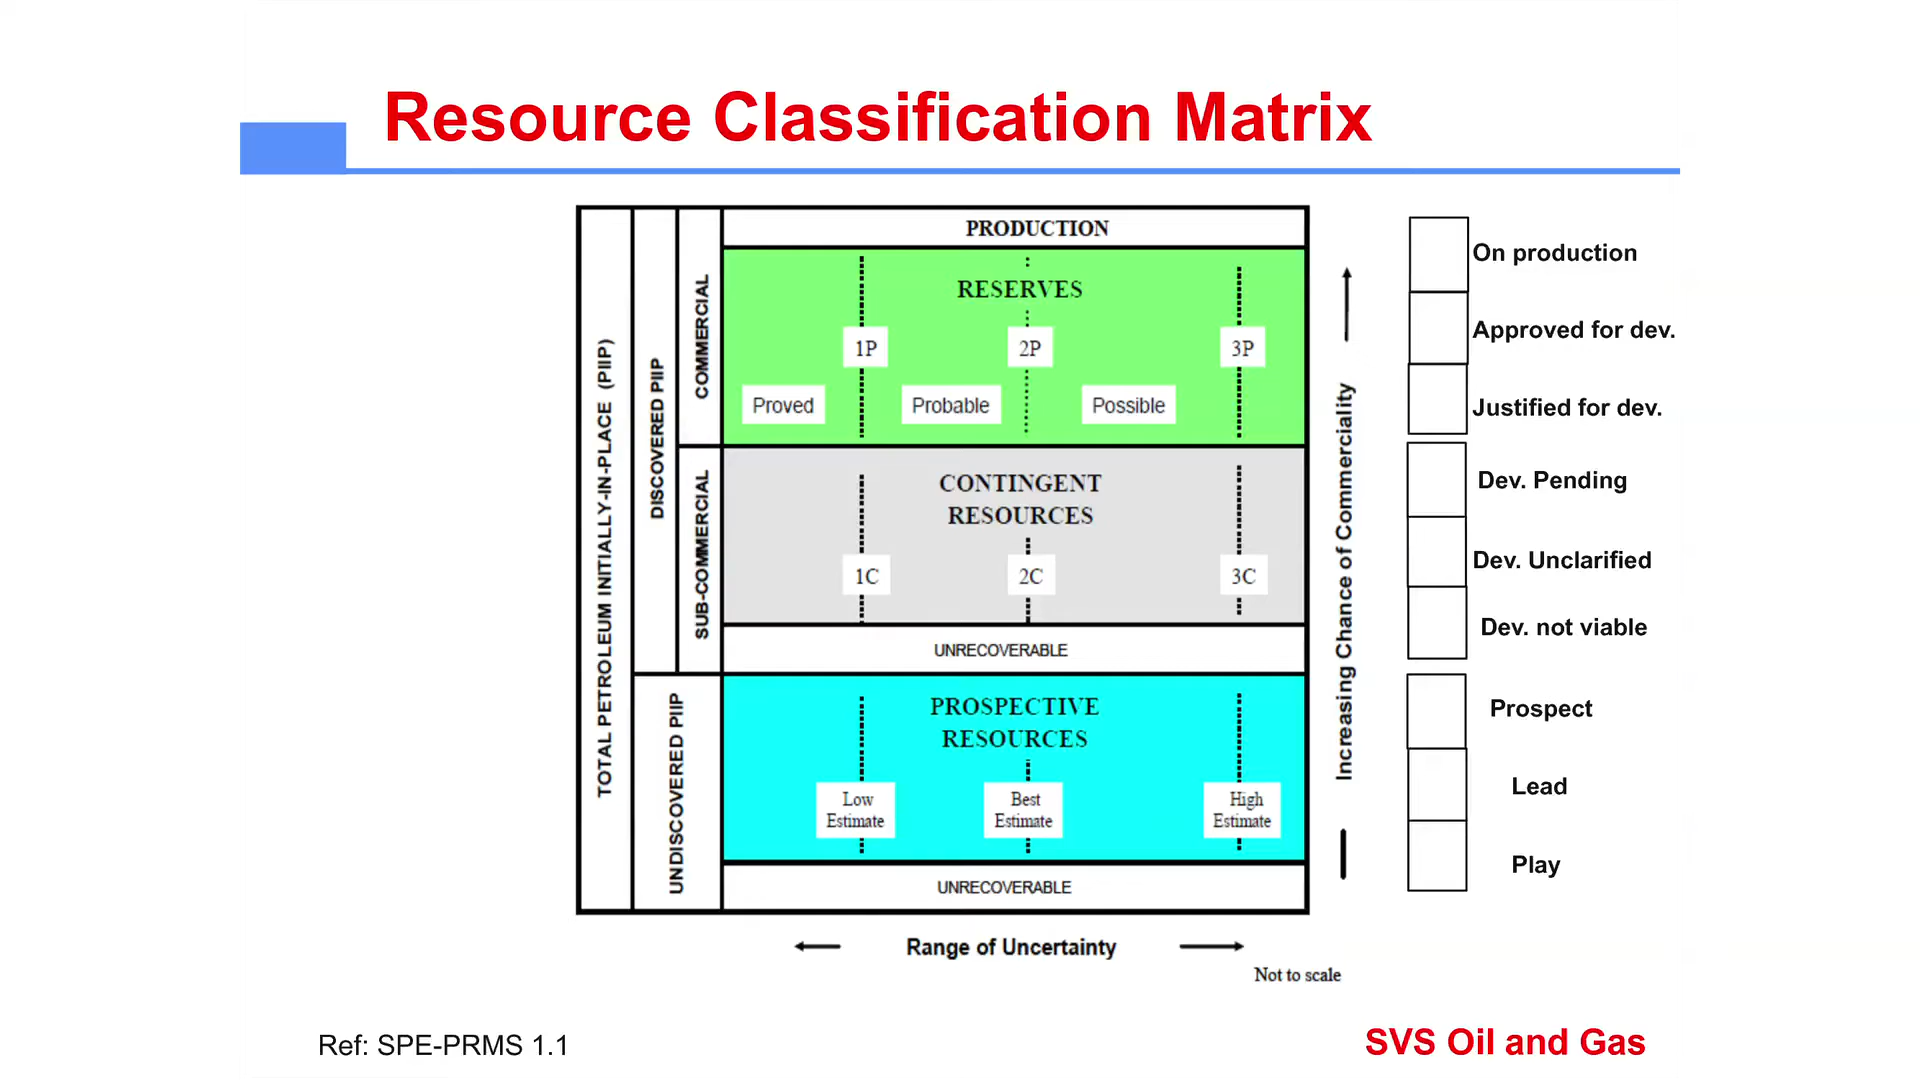 Resource Classification Matrix
TOTAL PETROLEUM INITIALLY-IN-PLACE (PIIP)
DISCOVERED PIIP
UNDISCOVERED PIIP
COMMERCIAL
SUB-COMMERCIAL
PRODUCTION
RESERVES
1P
2P
3P
Proved
Probable
Possible
CONTINGENT
RESOURCES
1C
2C
3C
UNRECOVERABLE
PROSPECTIVE
RESOURCES
Low
Estimate
Best
Estimate
High
Estimate
UNRECOVERABLE
Range of Uncertainty
Not to scale
Increasing Chance of Commerciality
On production
Approved for dev.
Justified for dev.
Dev. Pending
Dev. Unclarified
Dev. not viable
Prospect
Lead
Play
Ref: SPE-PRMS 1.1
SVS Oil and Gas